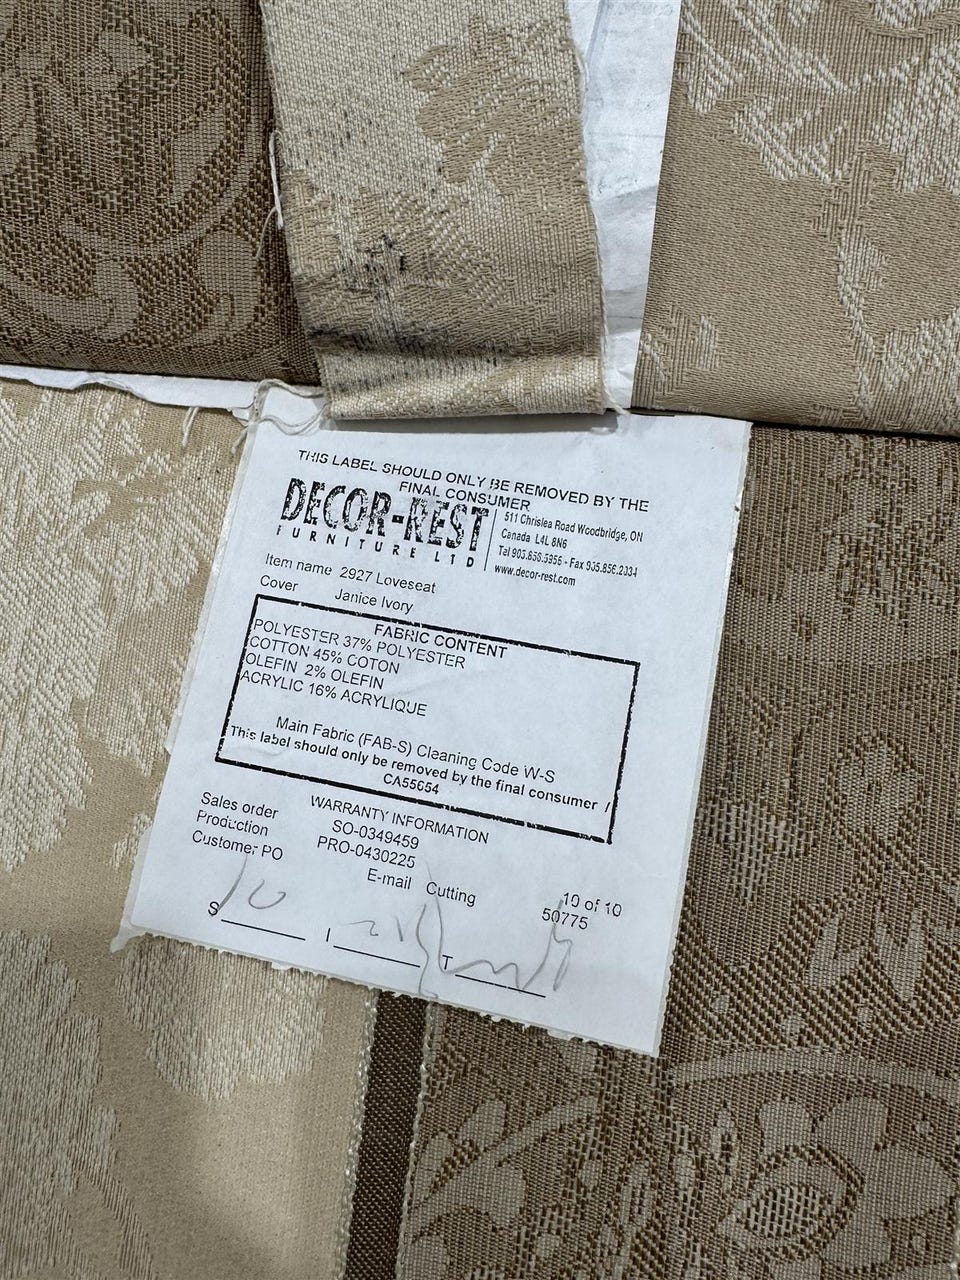 THIS LABEL SHOULD ONLY BE REMOVED BY THE
FINAL CONSUMER
DECOR-REST
FURNITURE LTD
511 Chrislea Road Woodbridge, ON
Canada L4L 8N6
Tel 905.856.5956 - Fax 905.856.2334
www.decor-rest.com
Item name 2927 Loveseat
Cover Janice Ivory
FABRIC CONTENT
POLYESTER 37% POLYESTER
COTTON 45% COTON
OLEFIN 2% OLEFIN
ACRYLIC 16% ACRYLIQUE
Main Fabric (FAB-S) Cleaning Code W-S
This label should only be removed by the final consumer /
CA55654
WARRANTY INFORMATION
Sales order SO-0349459
Production PRO-0430225
Customer PO
E-mail Cutting 10 of 10
50775
S I T